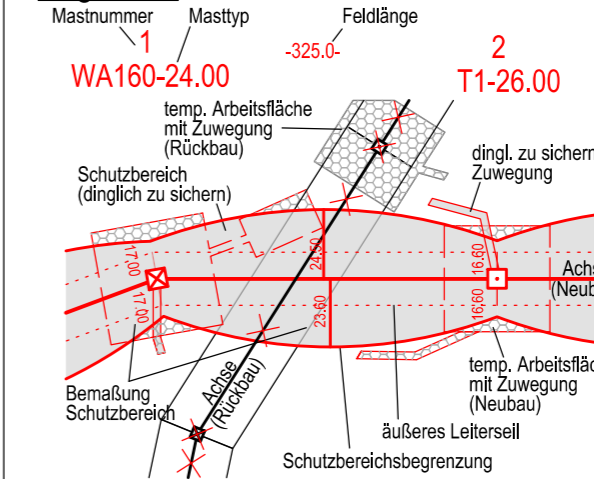 Mastnummer Masttyp Feldlänge
1 -325.0- 2
WA160-24.00 T1-26.00
temp. Arbeitsfläche
mit Zuwegung
(Rückbau)
dingl. zu sichern
Zuwegung
Schutzbereich
(dinglich zu sichern)
17.00
17.00
24.50
23.60
16.60
16.60
Achs
(Neub
Bemaßung
Schutzbereich
Achse
(Rückbau)
temp. Arbeitsfläc
mit Zuwegung
(Neubau)
äußeres Leiterseil
Schutzbereichsbegrenzung